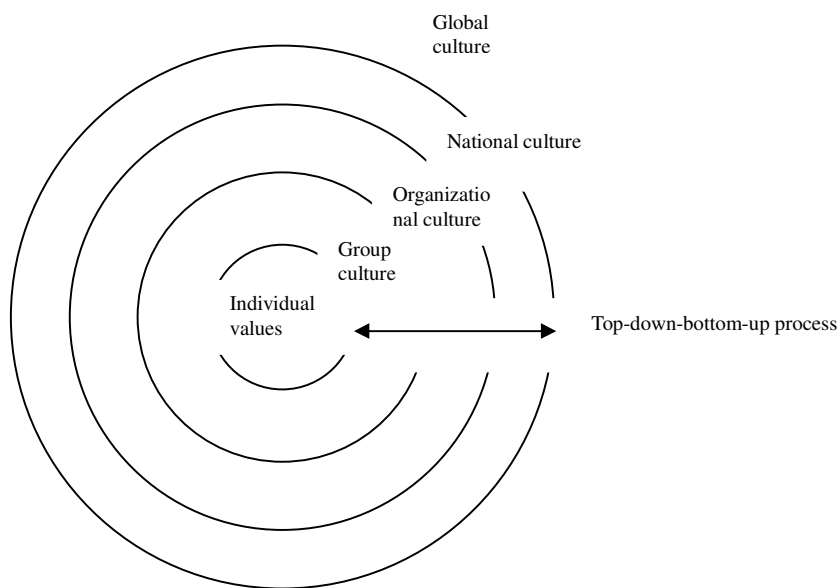 Global
culture
National culture
Organizatio
nal culture
Group
culture
Individual
values
Top-down-bottom-up process